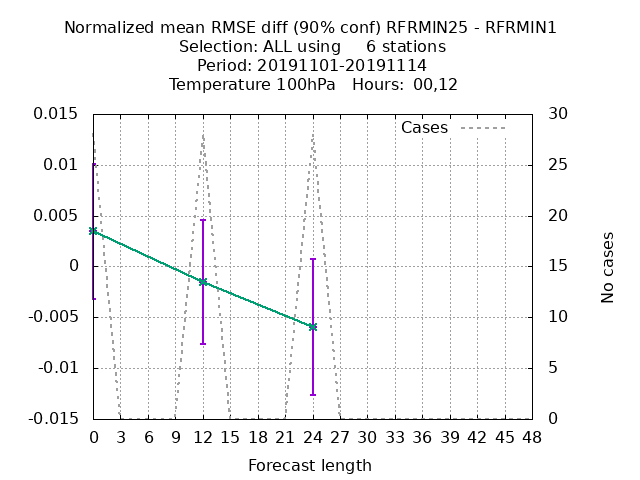 Normalized mean RMSE diff (90% conf) RFRMIN25 - RFRMIN1
Selection: ALL using     6 stations
Period: 20191101-20191114
Temperature 100hPa   Hours: 00,12
Cases
0.015
0.01
0.005
0
-0.005
-0.01
-0.015
30
25
20
15
10
5
0
No cases
0 3 6 9 12 15 18 21 24 27 30 33 36 39 42 45 48
Forecast length